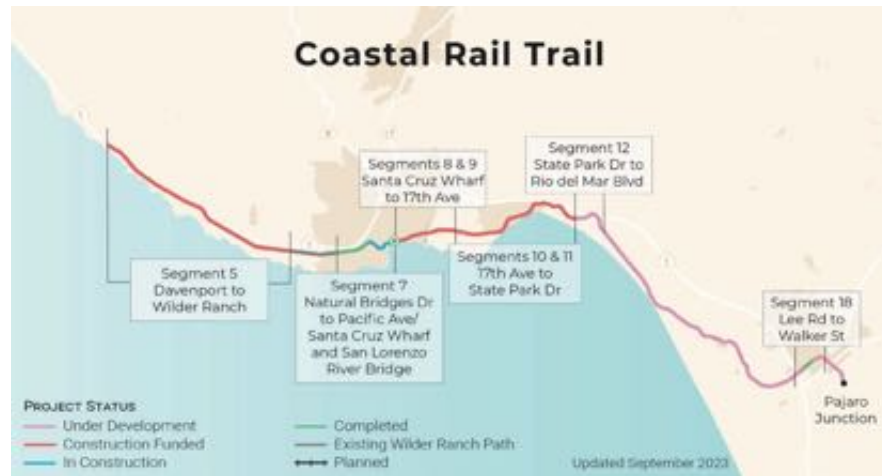 Coastal Rail Trail
Segment 12
State Park Dr to
Rio del Mar Blvd
Segments 8 & 9
Santa Cruz Wharf
to 17th Ave
Segments 10 & 11
17th Ave to
State Park Dr
Segment 5
Davenport to
Wilder Ranch
Segment 7
Natural Bridges Dr
to Pacific Ave/
Santa Cruz Wharf
and San Lorenzo
River Bridge
Segment 18
Lee Rd to
Walker St
Pajaro
Junction
PROJECT STATUS
Under Development
Construction Funded
In Construction
Completed
Existing Wilder Ranch Path
Planned
Updated September 2023